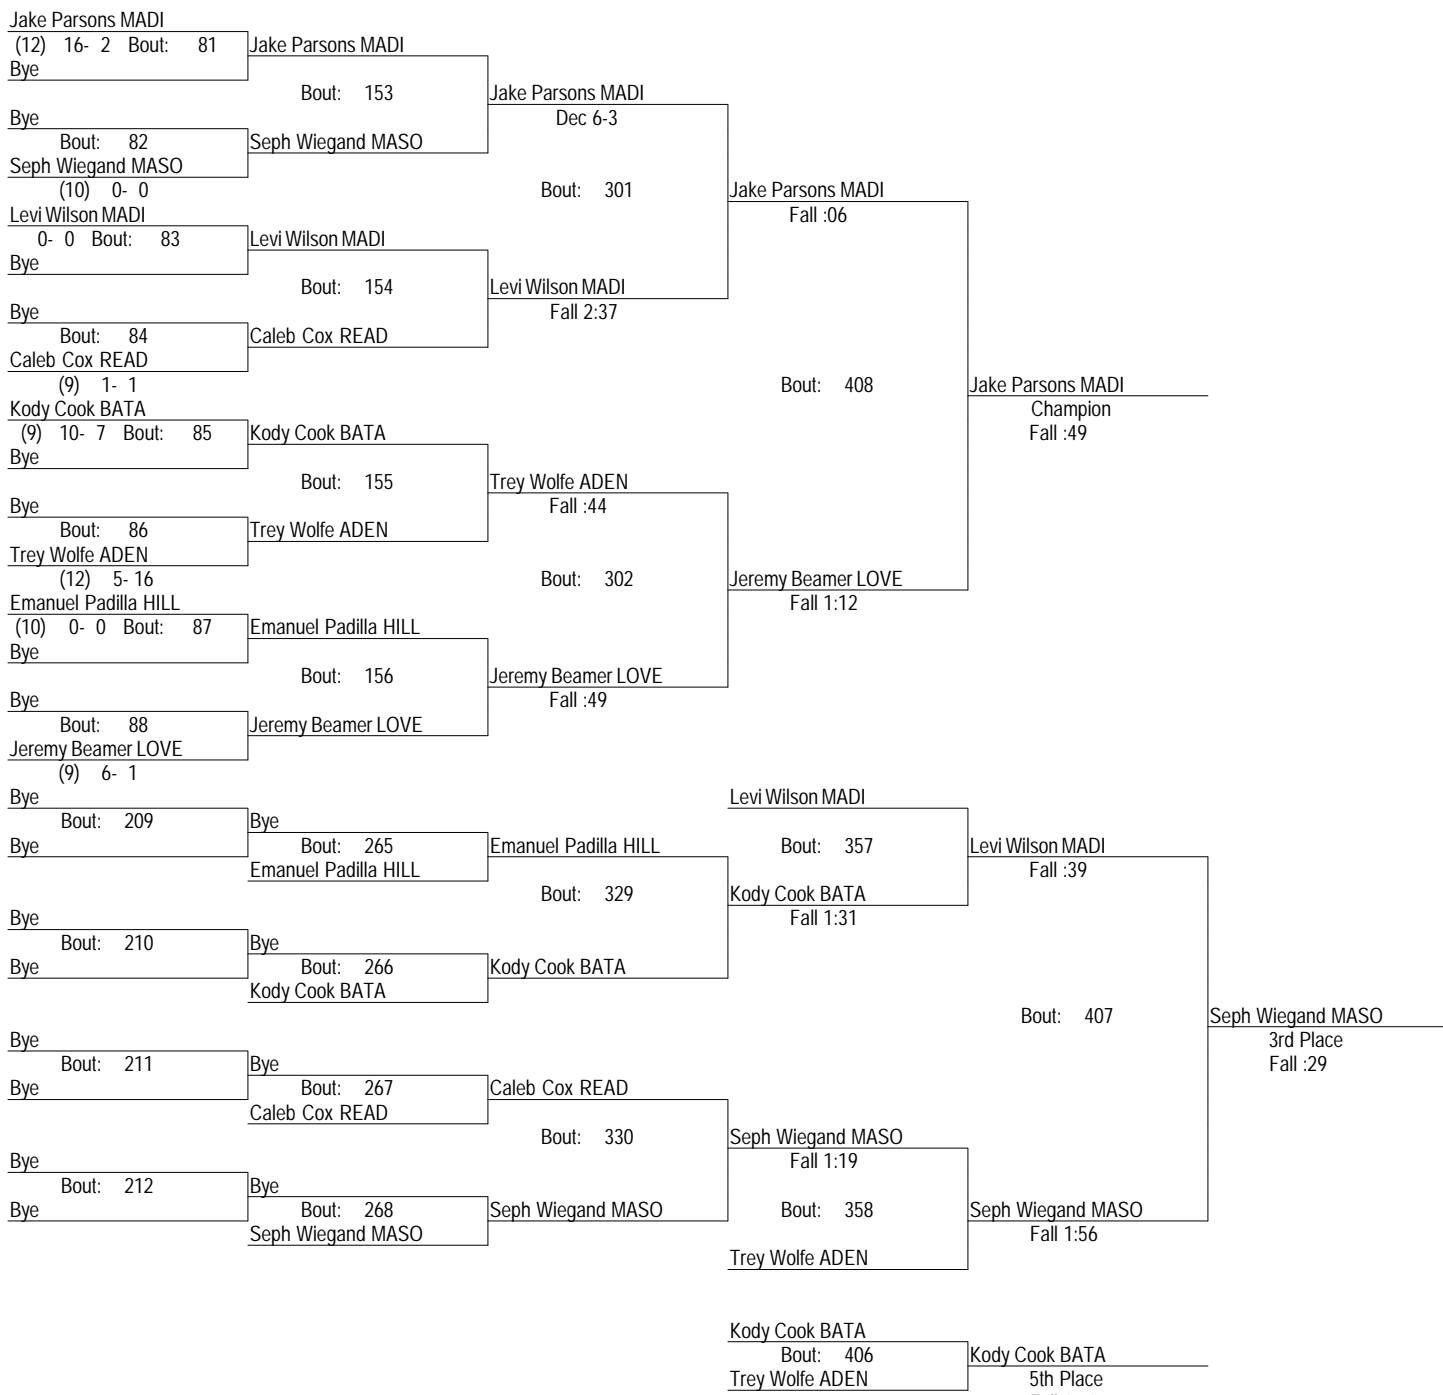 Jake Parsons MADI
(12) 16- 2 Bout: 81
Jake Parsons MADI
Bye
Bout: 153
Jake Parsons MADI
Dec 6-3
Bye
Bout: 82
Seph Wiegand MASO
Seph Wiegand MASO
(10) 0- 0
Bout: 301
Jake Parsons MADI
Fall :06
Levi Wilson MADI
0- 0 Bout: 83
Levi Wilson MADI
Bye
Bout: 154
Levi Wilson MADI
Fall 2:37
Bye
Bout: 84
Caleb Cox READ
Caleb Cox READ
(9) 1- 1
Bout: 408
Jake Parsons MADI
Champion
Fall :49
Kody Cook BATA
(9) 10- 7 Bout: 85
Kody Cook BATA
Bye
Bout: 155
Trey Wolfe ADEN
Fall :44
Bye
Bout: 86
Trey Wolfe ADEN
Trey Wolfe ADEN
(12) 5- 16
Bout: 302
Jeremy Beamer LOVE
Fall 1:12
Emanuel Padilla HILL
(10) 0- 0 Bout: 87
Emanuel Padilla HILL
Bye
Bout: 156
Jeremy Beamer LOVE
Fall :49
Bye
Bout: 88
Jeremy Beamer LOVE
Jeremy Beamer LOVE
(9) 6- 1
Bye
Bout: 209
Bye
Bye
Bout: 265
Emanuel Padilla HILL
Emanuel Padilla HILL
Levi Wilson MADI
Bout: 357
Levi Wilson MADI
Fall :39
Bout: 329
Kody Cook BATA
Fall 1:31
Bye
Bout: 210
Bye
Bye
Bout: 266
Kody Cook BATA
Kody Cook BATA
Bout: 407
Seph Wiegand MASO
3rd Place
Fall :29
Bye
Bout: 211
Bye
Bye
Bout: 267
Caleb Cox READ
Caleb Cox READ
Bout: 330
Seph Wiegand MASO
Fall 1:19
Bye
Bout: 212
Bye
Bye
Bout: 268
Seph Wiegand MASO
Seph Wiegand MASO
Bout: 358
Seph Wiegand MASO
Fall 1:56
Trey Wolfe ADEN
Kody Cook BATA
Bout: 406
Kody Cook BATA
Trey Wolfe ADEN
5th Place